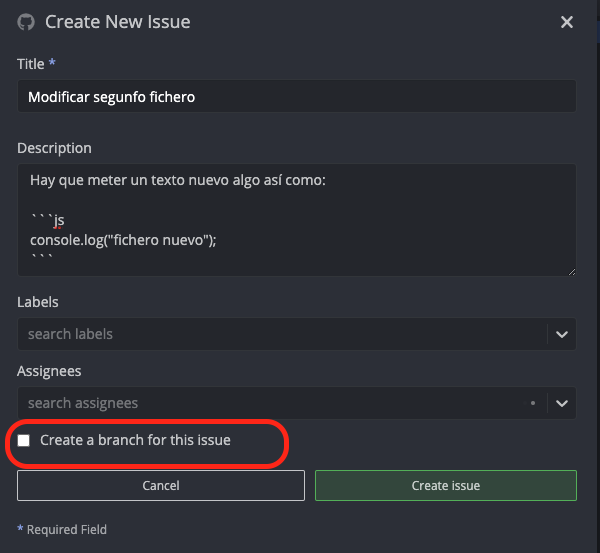 Create New Issue
Title *
Modificar segunfo fichero
Description
Hay que meter un texto nuevo algo así como:
```js
console.log("fichero nuevo");
```
Labels
search labels
Assignees
search assignees
Create a branch for this issue
Cancel
Create issue
* Required Field